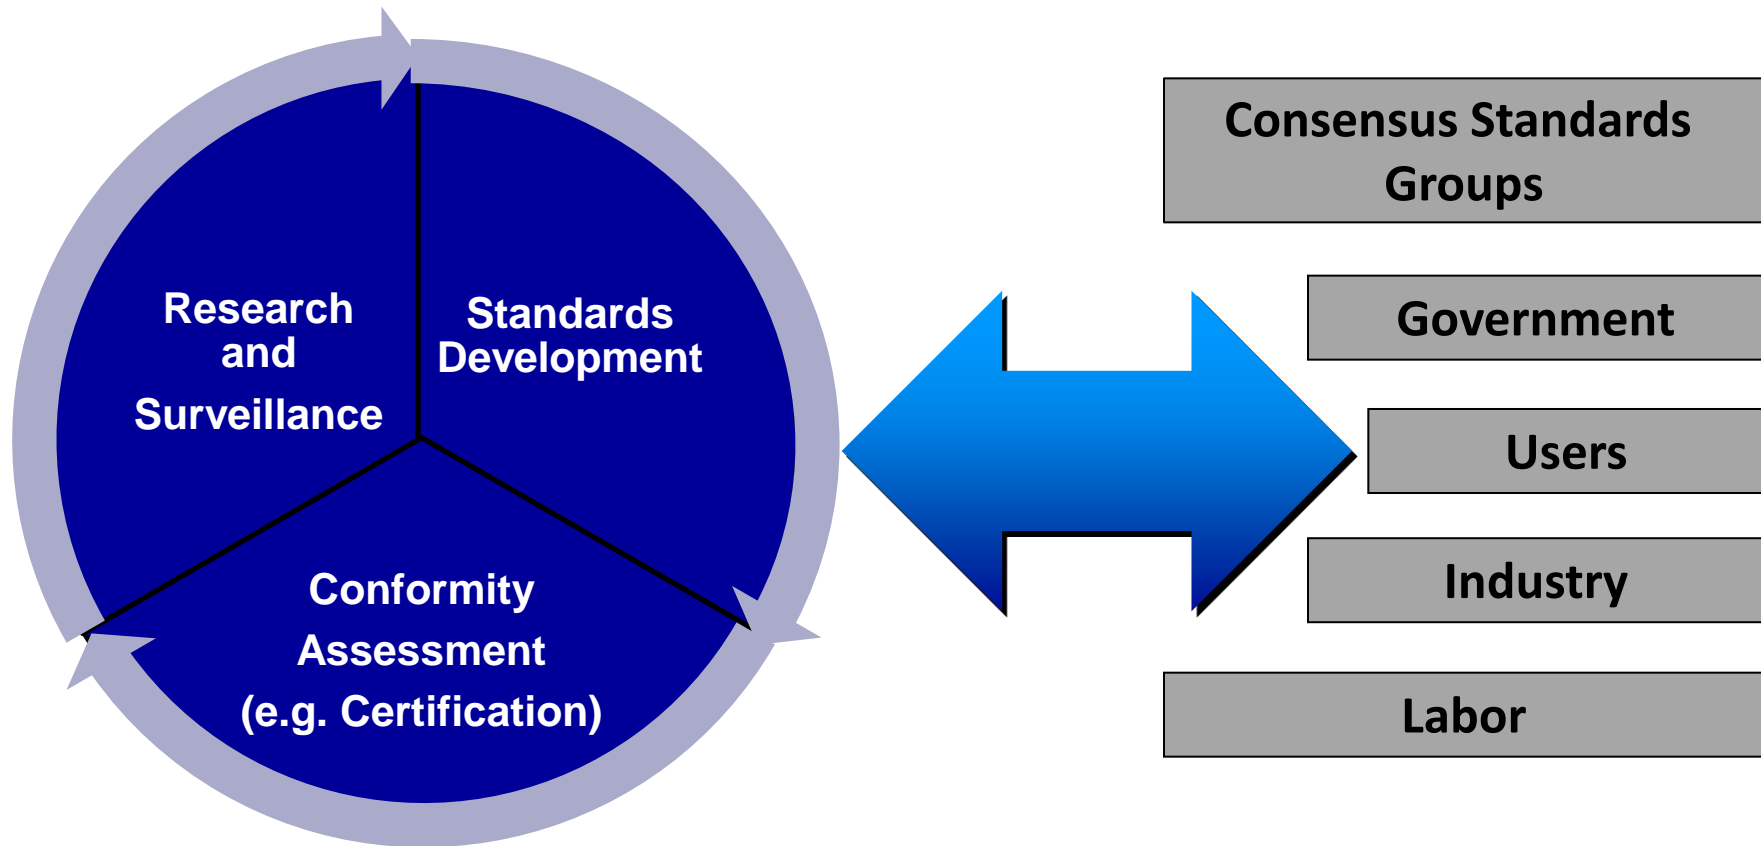 Research
and
Surveillance
Standards
Development
Conformity
Assessment
(e.g. Certification)
Consensus Standards
Groups
Government
Users
Industry
Labor